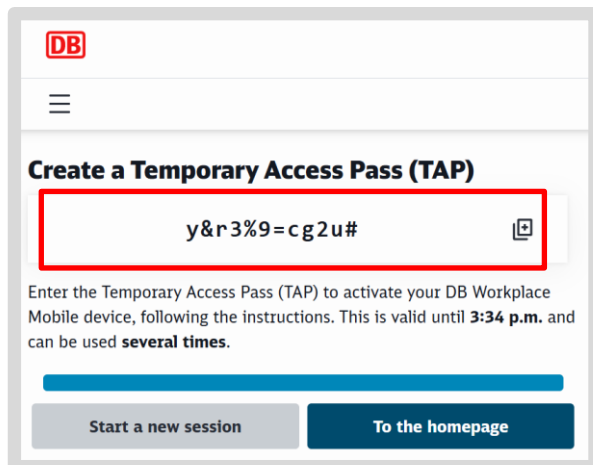 DB
Create a Temporary Access Pass (TAP)
y&r3%9=cg2u#
Enter the Temporary Access Pass (TAP) to activate your DB Workplace
Mobile device, following the instructions. This is valid until 3:34 p.m. and
can be used several times.
Start a new session
To the homepage